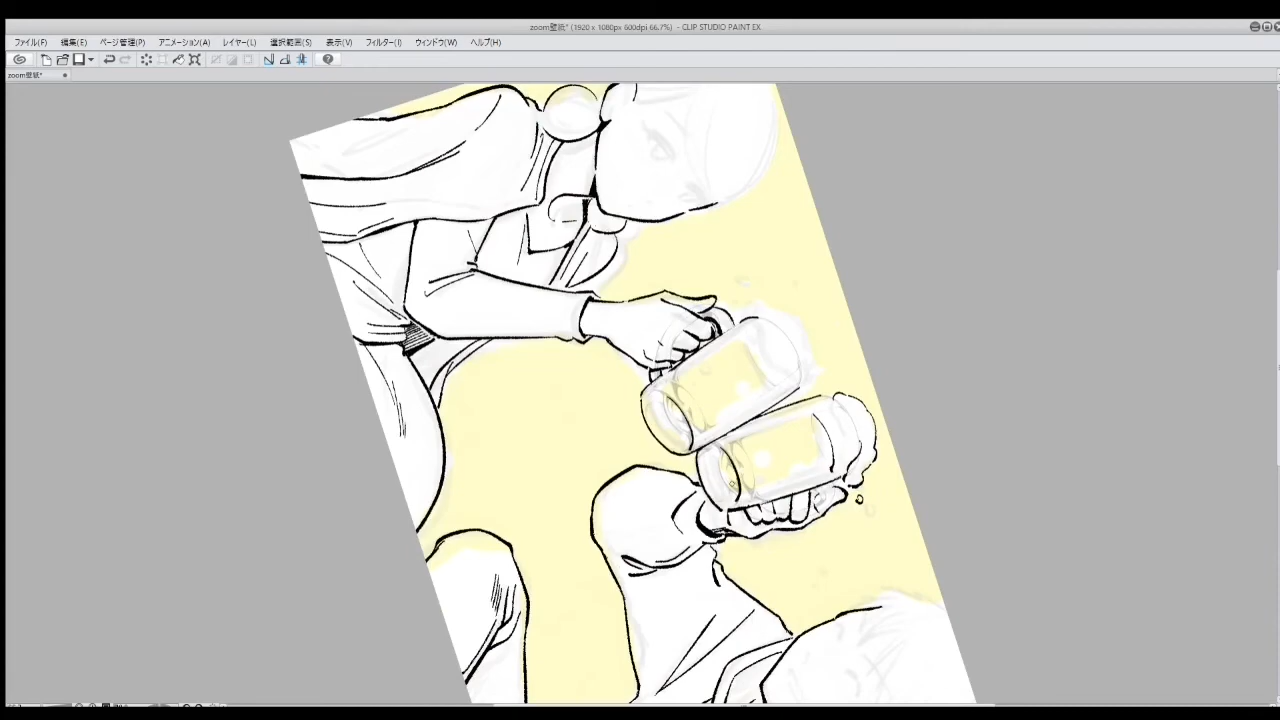 zoom壁紙* (1920 x 1080px 600dpi 66.7%) - CLIP STUDIO PAINT EX
ファイル(F) 編集(E) ページ管理(P) アニメーション(A) レイヤー(L) 選択範囲(S) 表示(V) フィルター(I) ウィンドウ(W) ヘルプ(H)
zoom壁紙*